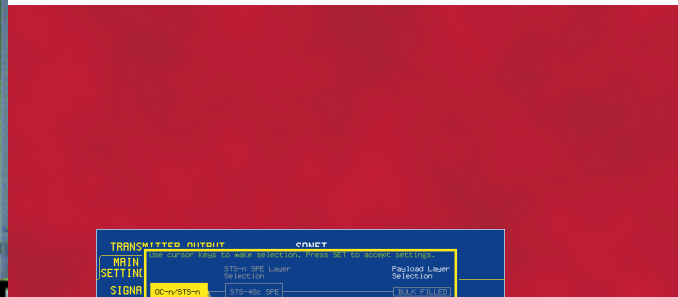 TRANSMITTER OUTPUT SONET
Use cursor keys to make selection. Press SET to accept settings.
MAIN
SETTING
STS-n SPE Layer
Selection
Payload Layer
Selection
SIGNA
OC-n/STS-n
STS-48c SPE
BULK FILLED